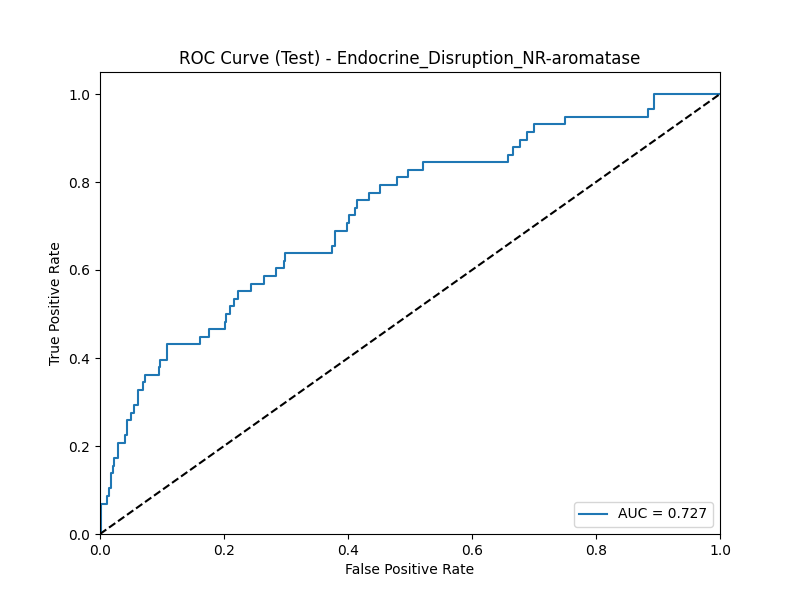 ROC Curve (Test) - Endocrine_Disruption_NR-aromatase
1.0
0.8
0.6
0.4
0.2
0.0
True Positive Rate
AUC = 0.727
0.0 0.2 0.4 0.6 0.8 1.0
False Positive Rate